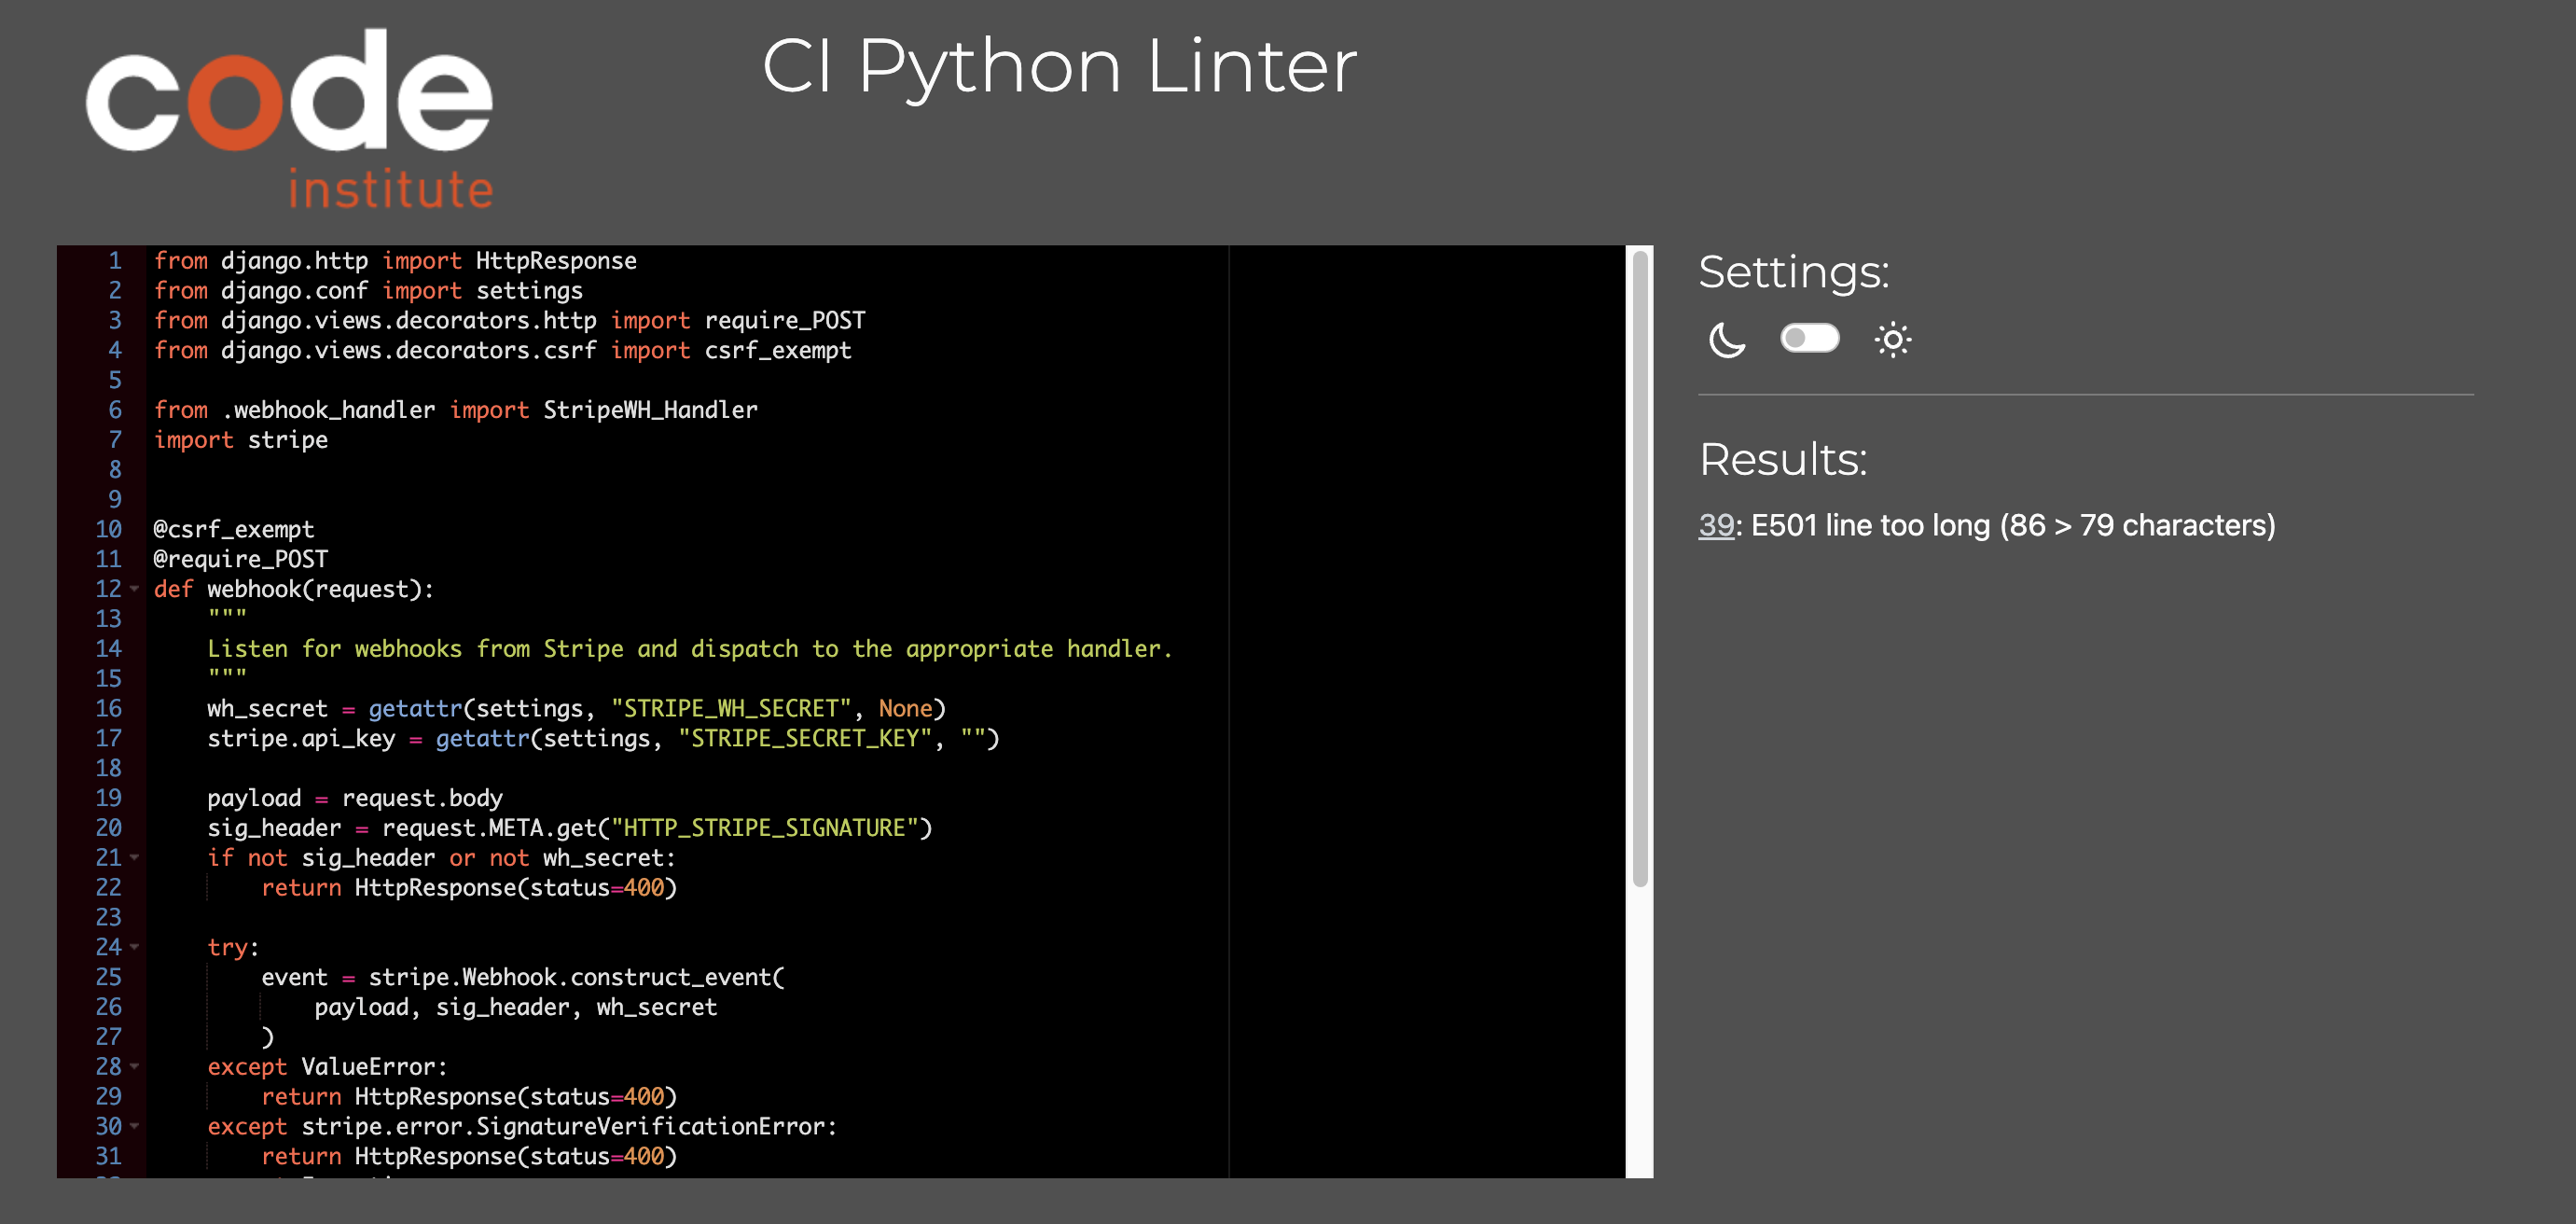 code
institute
CI Python Linter
1 from django.http import HttpResponse
2 from django.conf import settings
3 from django.views.decorators.http import require_POST
4 from django.views.decorators.csrf import csrf_exempt
5
6 from .webhook_handler import StripeWH_Handler
7 import stripe
8
9
10 @csrf_exempt
11 @require_POST
12 def webhook(request):
13     """
14     Listen for webhooks from Stripe and dispatch to the appropriate handler.
15     """
16     wh_secret = getattr(settings, "STRIPE_WH_SECRET", None)
17     stripe.api_key = getattr(settings, "STRIPE_SECRET_KEY", "")
18
19     payload = request.body
20     sig_header = request.META.get("HTTP_STRIPE_SIGNATURE")
21     if not sig_header or not wh_secret:
22         return HttpResponse(status=400)
23
24     try:
25         event = stripe.Webhook.construct_event(
26             payload, sig_header, wh_secret
27         )
28     except ValueError:
29         return HttpResponse(status=400)
30     except stripe.error.SignatureVerificationError:
31         return HttpResponse(status=400)
Settings:
Results:
39: E501 line too long (86 > 79 characters)